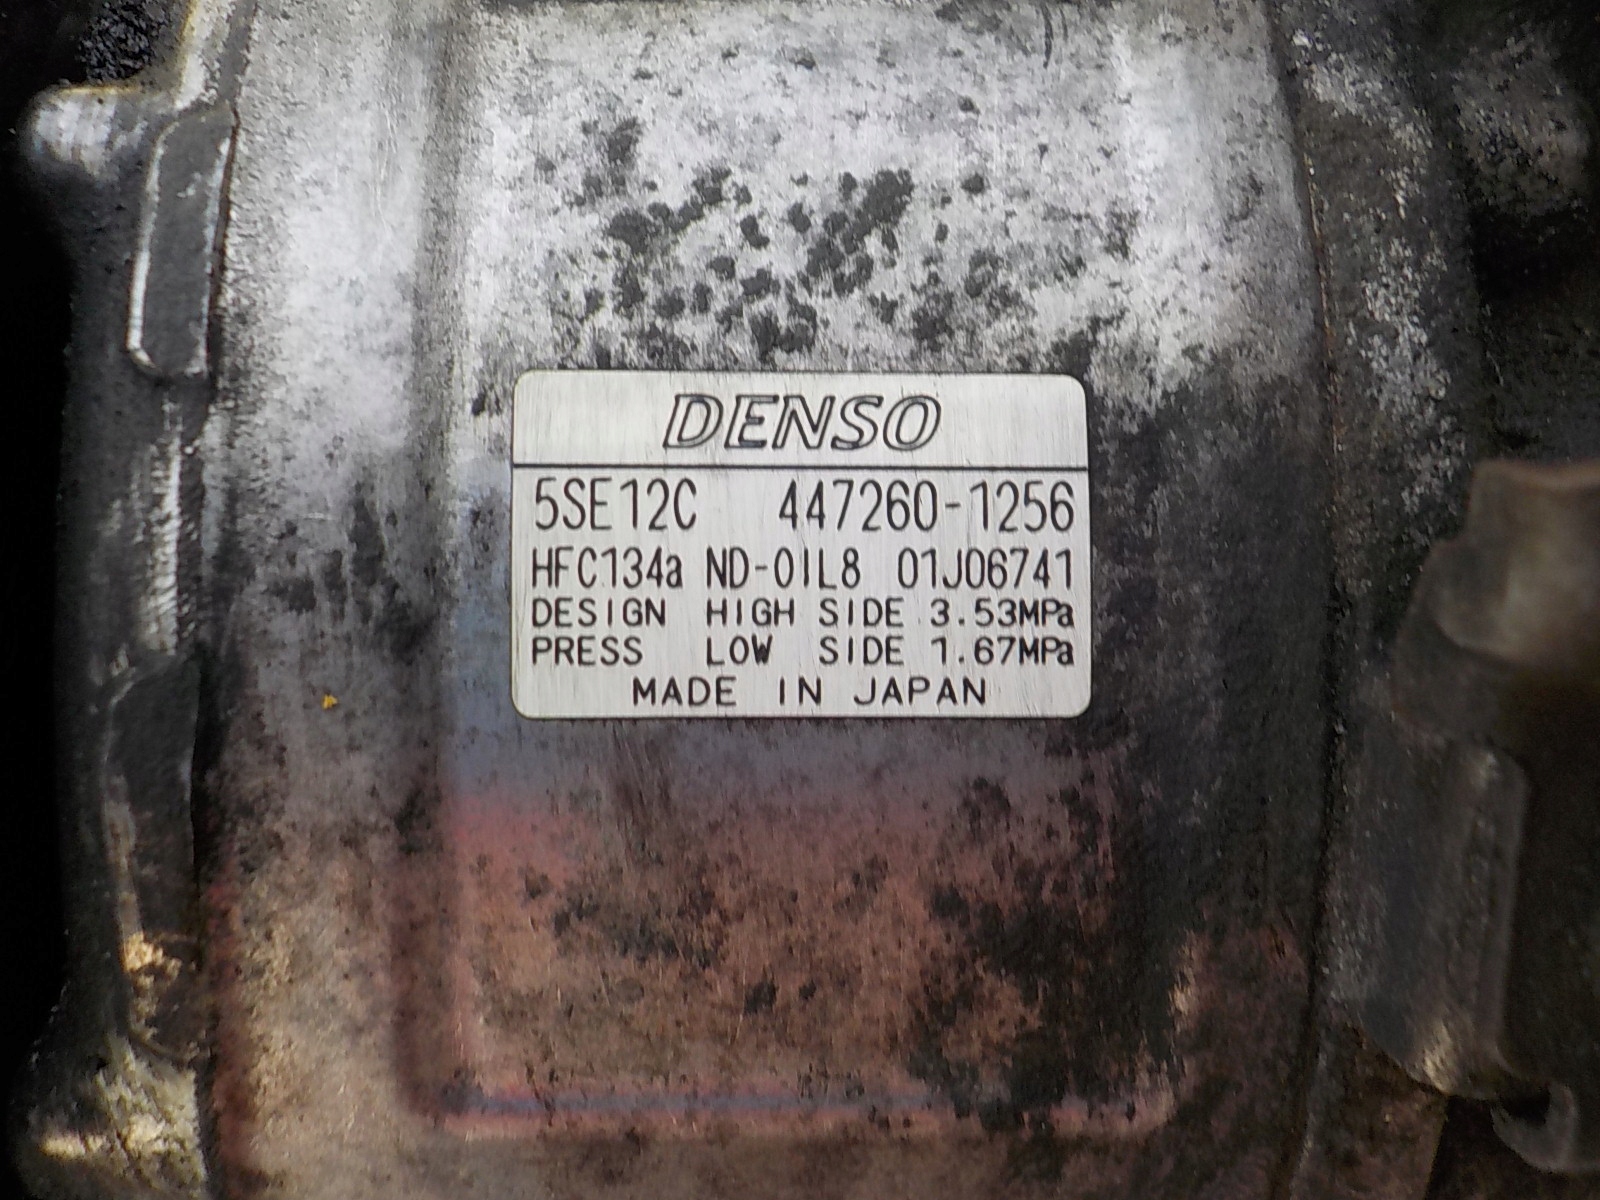 DENSO
5SE12C 447260-1256
HFC134a ND-OIL8 01J06741
DESIGN HIGH SIDE 3.53MPa
PRESS LOW SIDE 1.67MPa
MADE IN JAPAN